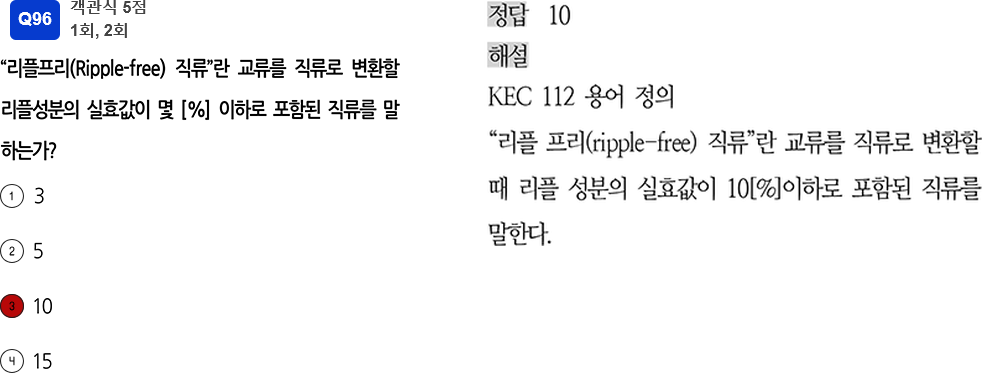 Q96
객관식 5점
1회, 2회
“리플프리(Ripple-free) 직류”란 교류를 직류로 변환할
리플성분의 실효값이 몇 [%] 이하로 포함된 직류를 말
하는가?
① 3
② 5
③ 10
④ 15
정답 10
해설
KEC 112 용어 정의
“리플 프리(ripple-free) 직류”란 교류를 직류로 변환할
때 리플 성분의 실효값이 10[%]이하로 포함된 직류를
말한다.